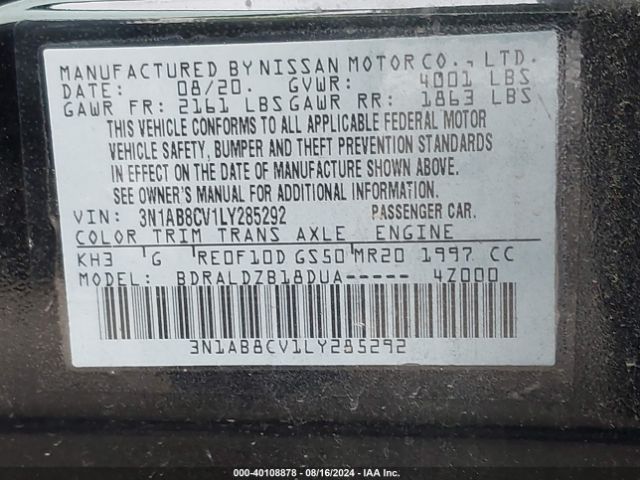 MANUFACTURED BY NISSAN MOTOR CO., LTD.
DATE: 08/20. GVWR: 4001 LBS
GAWR FR: 2161 LBS GAWR RR: 1863 LBS
THIS VEHICLE CONFORMS TO ALL APPLICABLE FEDERAL MOTOR
VEHICLE SAFETY, BUMPER AND THEFT PREVENTION STANDARDS
IN EFFECT ON THE DATE OF MANUFACTURE SHOWN ABOVE.
SEE OWNER'S MANUAL FOR ADDITIONAL INFORMATION.
VIN: 3N1AB8CV1LY285292 PASSENGER CAR.
COLOR TRIM TRANS AXLE ENGINE
KH3 G RE0F10D GS50 MR20 1997 CC
MODEL: BDRALDZB18DUA----- 4Z000
3N1AB8CV1LY285292
000-40108878 - 08/16/2024 - IAA Inc.